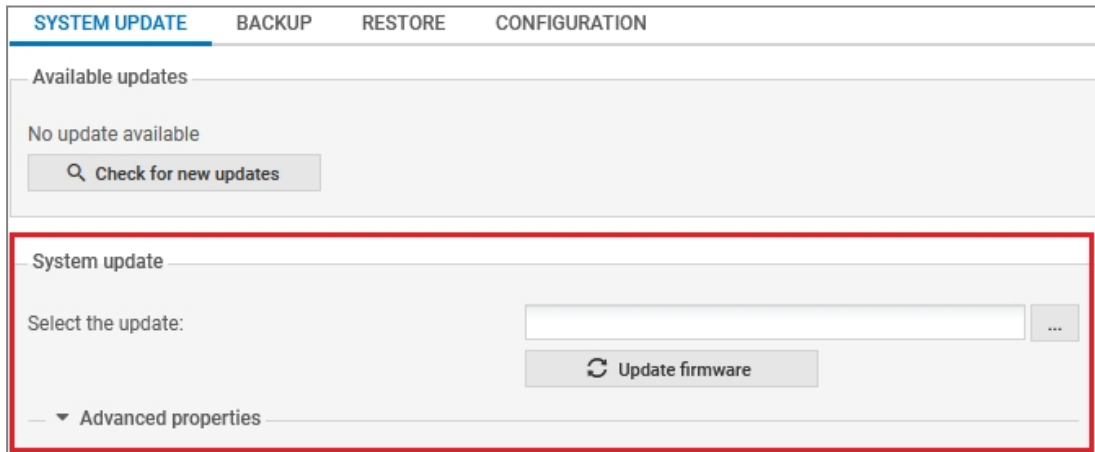 SYSTEM UPDATE BACKUP RESTORE CONFIGURATION
Available updates
No update available
Check for new updates
System update
Select the update: ...
Update firmware
Advanced properties